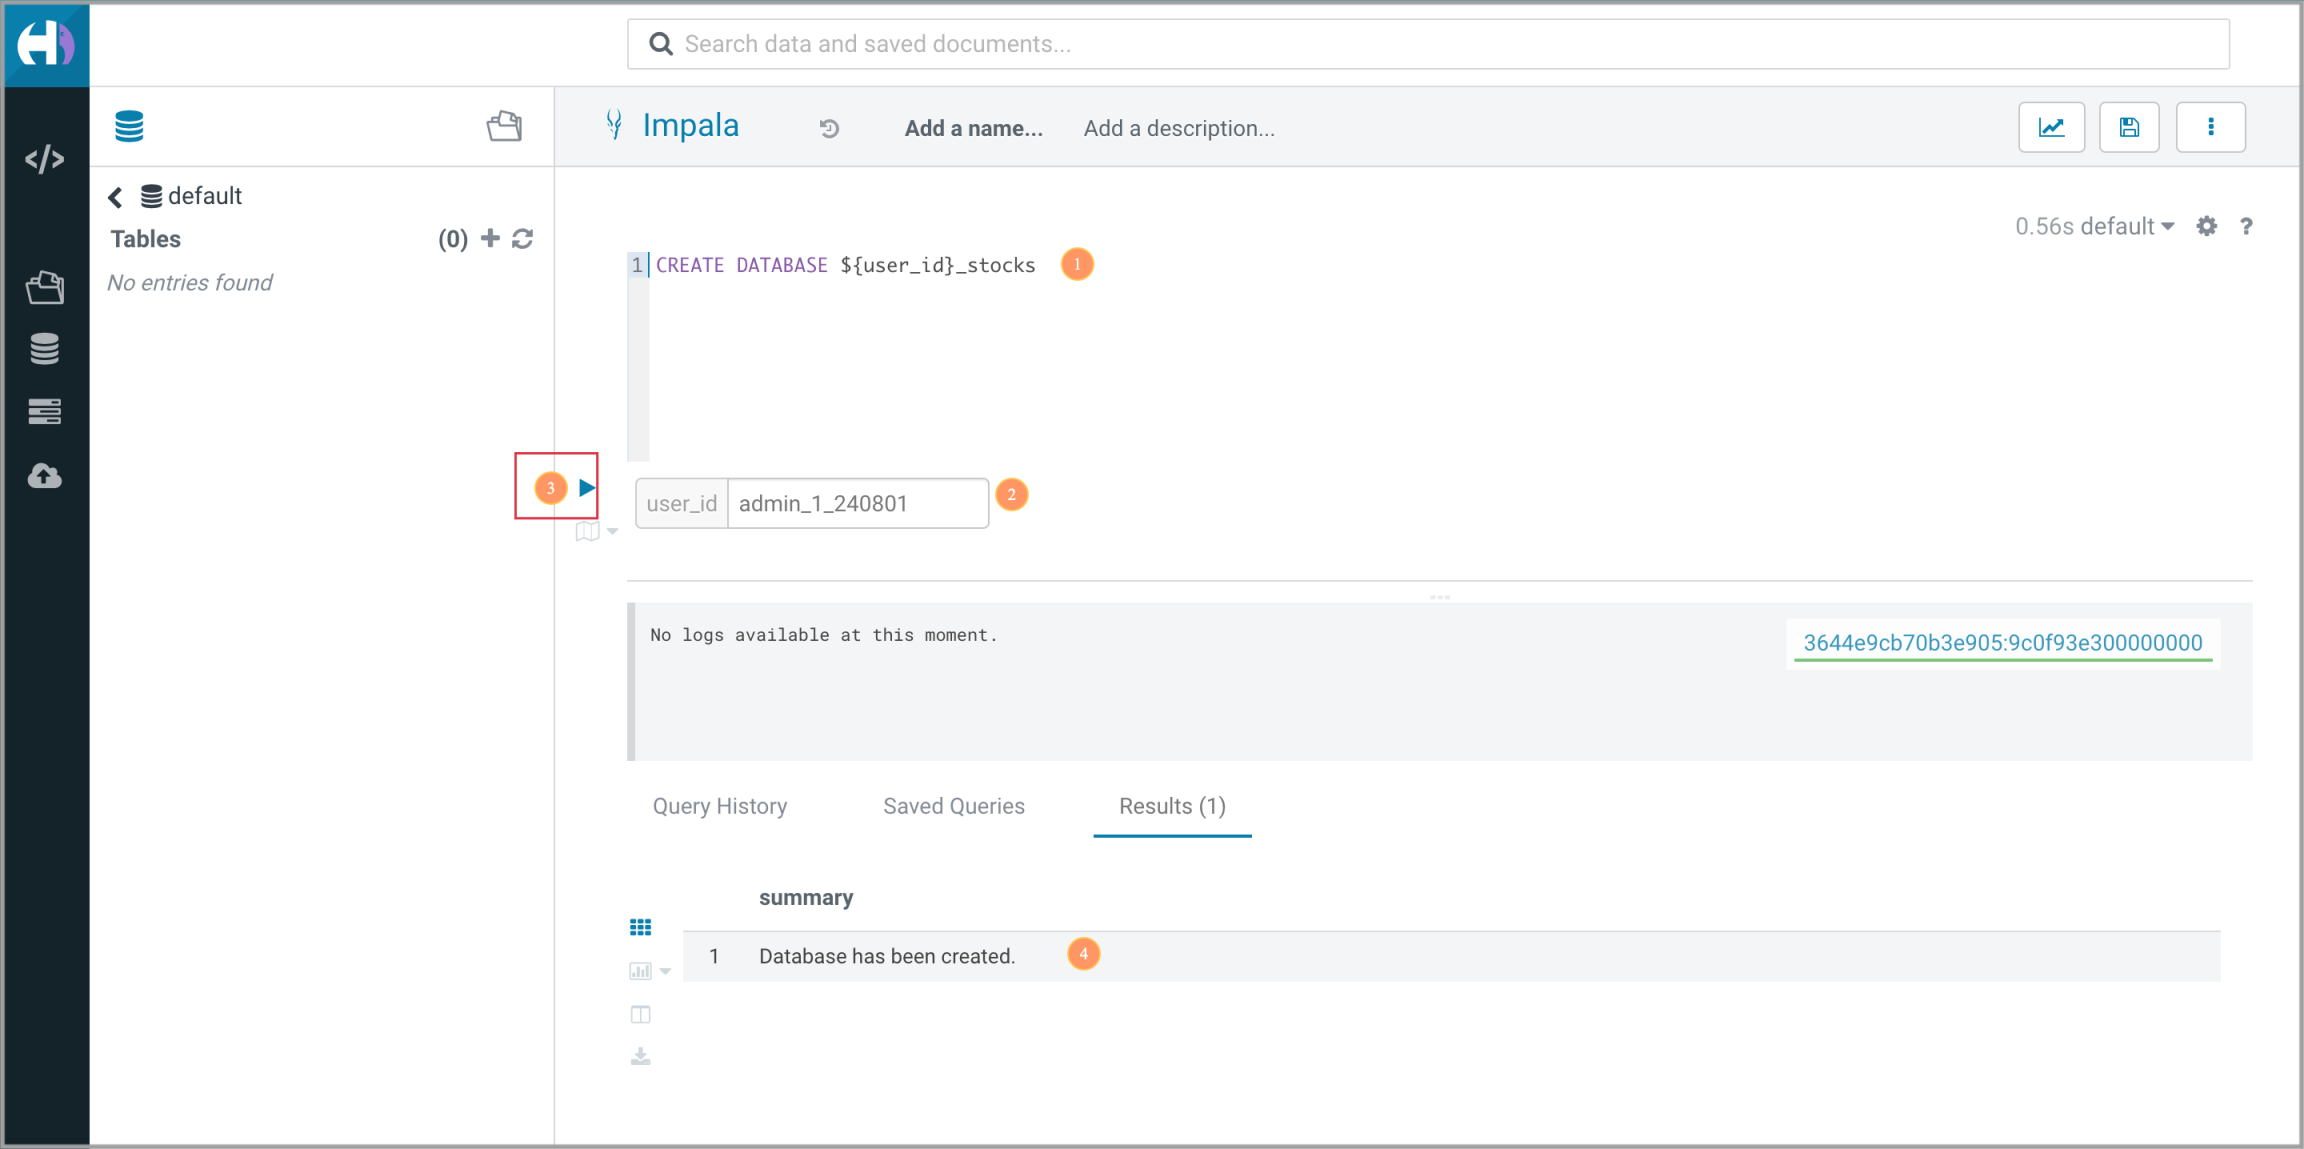 Search data and saved documents...
Impala
Add a name...
Add a description...
default
Tables
(0)
No entries found
0.56s default
?
1 CREATE DATABASE ${user_id}_stocks
1
3
user_id
admin_1_240801
2
No logs available at this moment.
3644e9cb70b3e905:9c0f93e300000000
Query History
Saved Queries
Results (1)
summary
1
Database has been created.
4